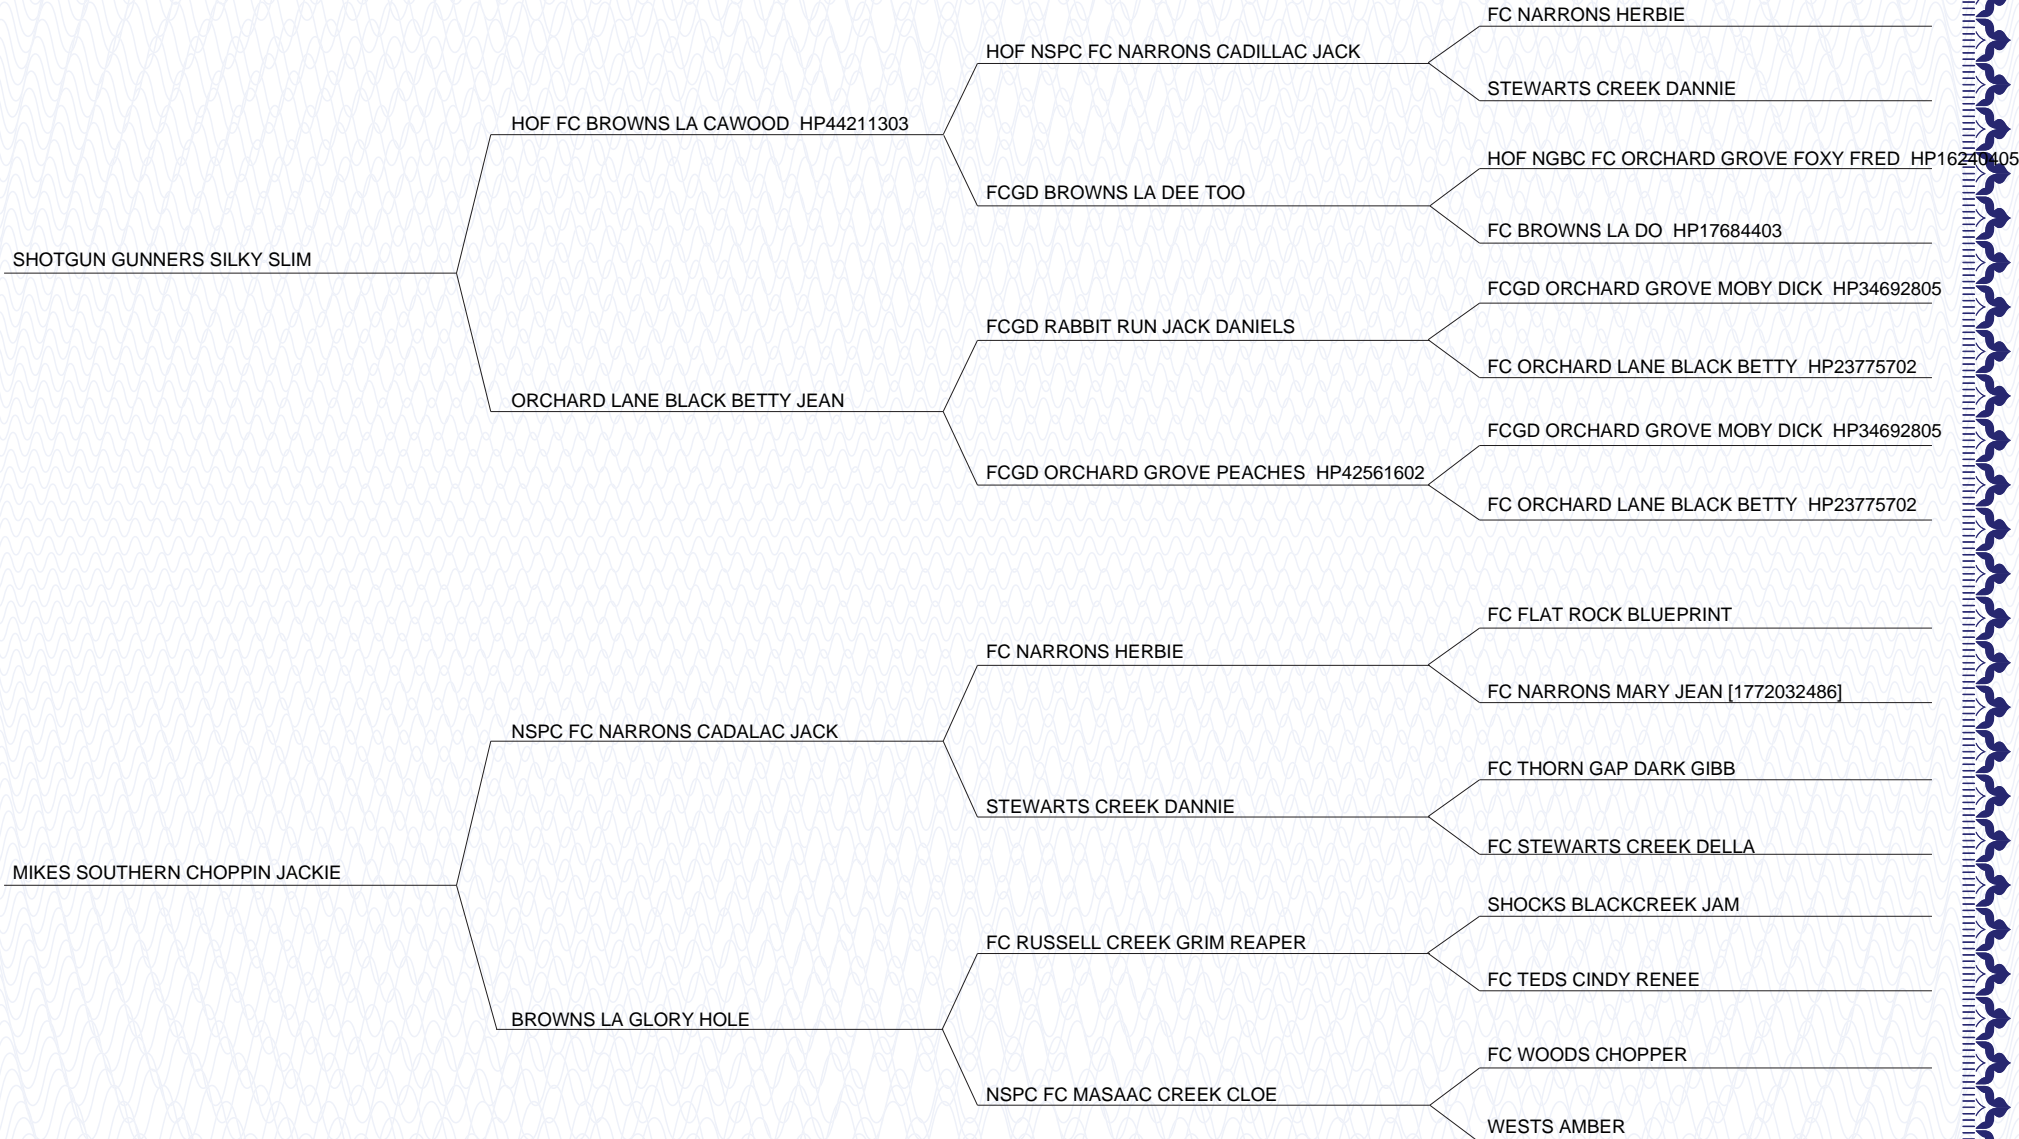 FC NARRONS HERBIE
HOF NSPC FC NARRONS CADILLAC JACK
STEWARTS CREEK DANNIE
HOF FC BROWNS LA CAWOOD HP44211303
HOF NGBC FC ORCHARD GROVE FOXY FRED HP16240405
FCGD BROWNS LA DEE TOO
FC BROWNS LA DO HP17684403
SHOTGUN GUNNERS SILKY SLIM
FCGD ORCHARD GROVE MOBY DICK HP34692805
FCGD RABBIT RUN JACK DANIELS
FC ORCHARD LANE BLACK BETTY HP23775702
ORCHARD LANE BLACK BETTY JEAN
FCGD ORCHARD GROVE MOBY DICK HP34692805
FCGD ORCHARD GROVE PEACHES HP42561602
FC ORCHARD LANE BLACK BETTY HP23775702
FC FLAT ROCK BLUEPRINT
FC NARRONS HERBIE
FC NARRONS MARY JEAN [1772032486]
NSPC FC NARRONS CADALAC JACK
FC THORN GAP DARK GIBB
STEWARTS CREEK DANNIE
FC STEWARTS CREEK DELLA
MIKES SOUTHERN CHOPPIN JACKIE
SHOCKS BLACKCREEK JAM
FC RUSSELL CREEK GRIM REAPER
FC TEDS CINDY RENEE
BROWNS LA GLORY HOLE
FC WOODS CHOPPER
NSPC FC MASAAC CREEK CLOE
WESTS AMBER